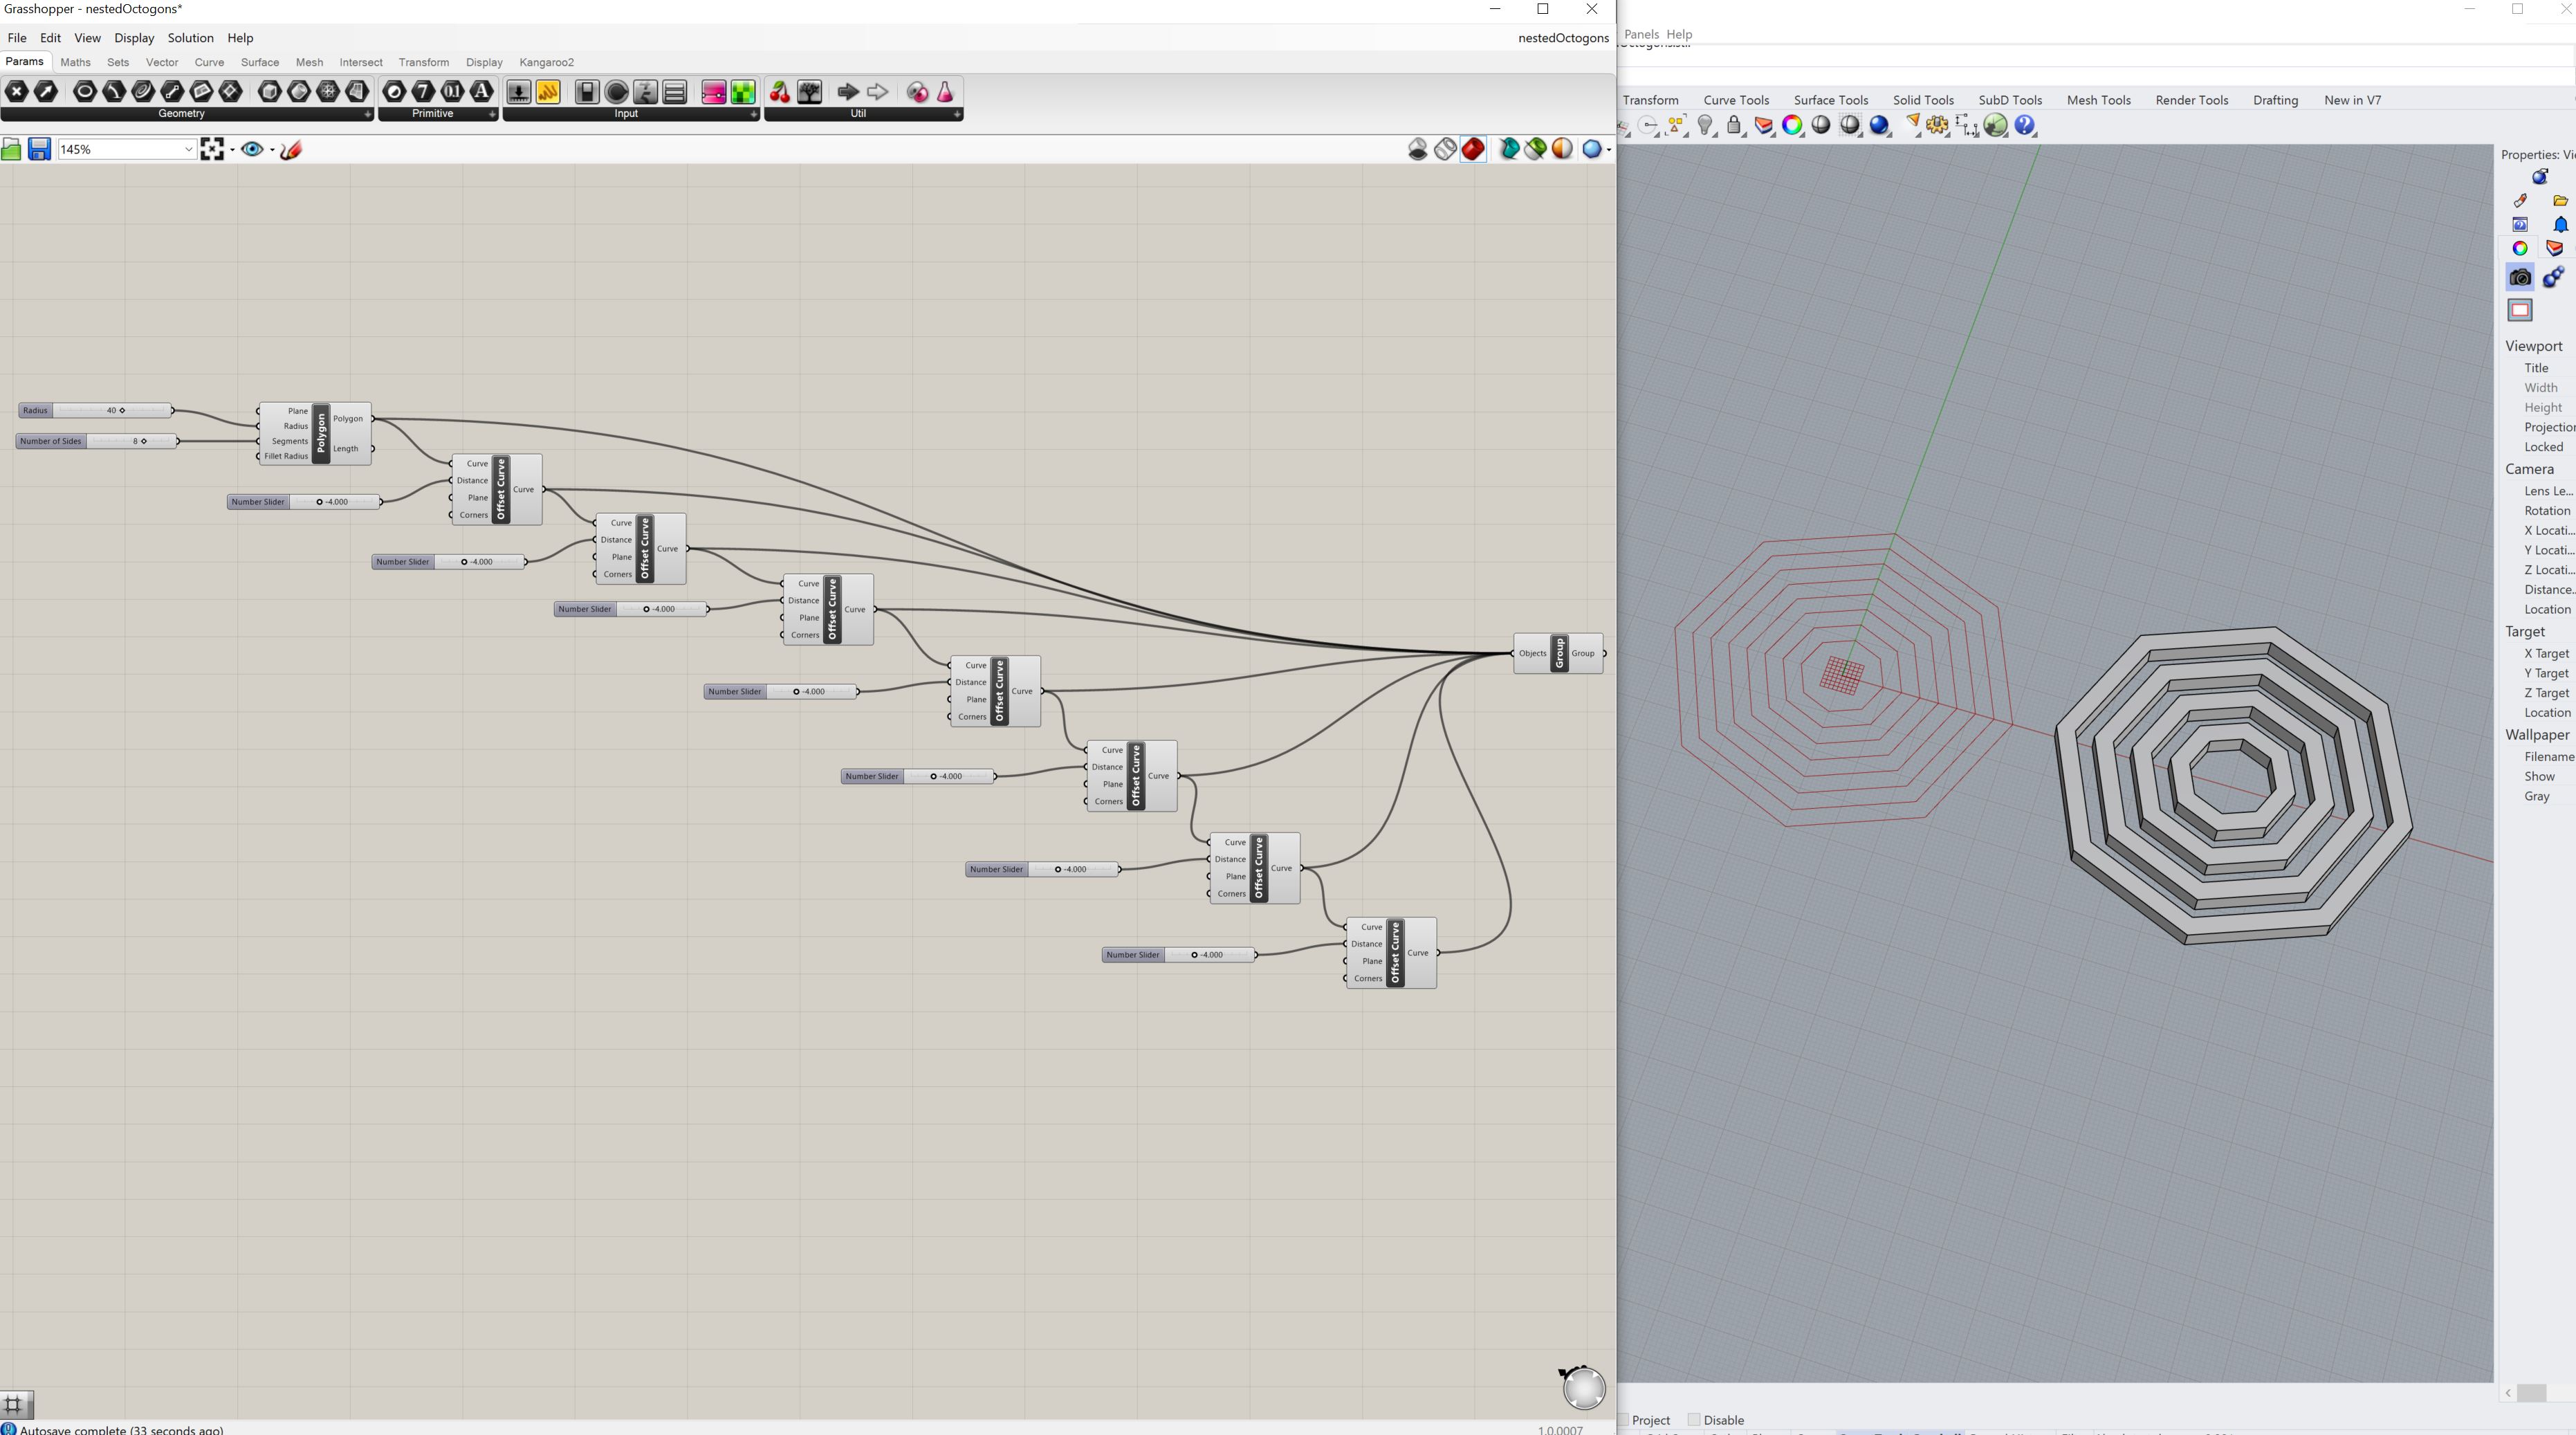 Grasshopper - nestedOctogons*
File Edit View Display Solution Help
nestedOctogons
Params Maths Sets Vector Curve Surface Mesh Intersect Transform Display Kangaroo2
Geometry Primitive Input Util
145%
Radius 40
Number of Sides 8
Plane
Radius
Segments
Fillet Radius
Polygon
Polygon
Length
Number Slider -4.000
Curve
Distance
Plane
Corners
Offset Curve
Curve
Number Slider -4.000
Curve
Distance
Plane
Corners
Offset Curve
Curve
Number Slider -4.000
Curve
Distance
Plane
Corners
Offset Curve
Curve
Number Slider -4.000
Curve
Distance
Plane
Corners
Offset Curve
Curve
Number Slider -4.000
Curve
Distance
Plane
Corners
Offset Curve
Curve
Number Slider -4.000
Curve
Distance
Plane
Corners
Offset Curve
Curve
Number Slider -4.000
Curve
Distance
Plane
Corners
Offset Curve
Curve
Objects Group Group
Autosave complete (33 seconds ago)
1.0.0007
Panels Help
Transform Curve Tools Surface Tools Solid Tools SubD Tools Mesh Tools Render Tools Drafting New in V7
Properties: Vi
Viewport
Title
Width
Height
Projection
Locked
Camera
Lens Le...
Rotation
X Locati...
Y Locati...
Z Locati...
Distance..
Location
Target
X Target
Y Target
Z Target
Location
Wallpaper
Filename
Show
Gray
Project Disable